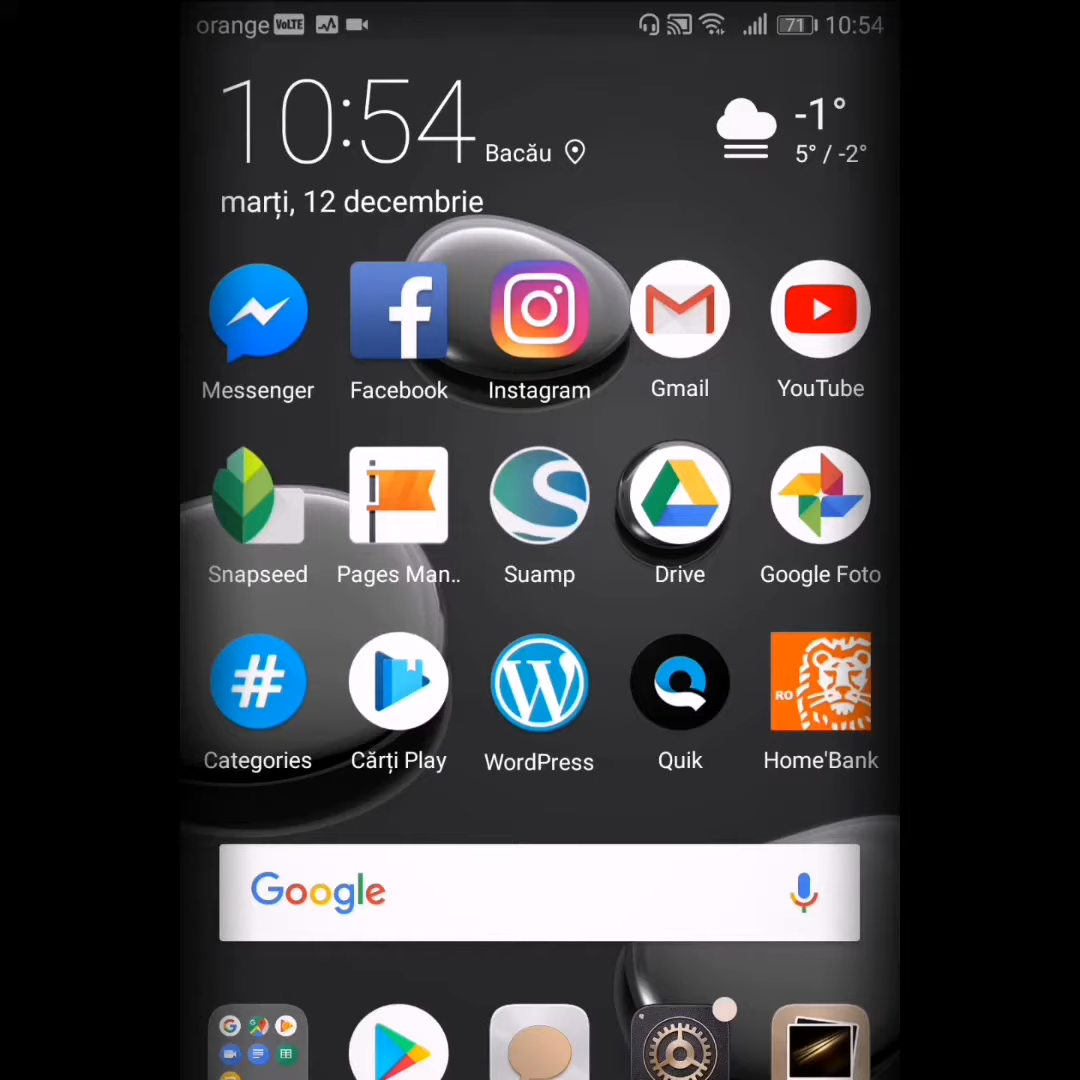 orange VoLTE 71 10:54
10:54 Bacău -1°
5° / -2°
marți, 12 decembrie
Messenger Facebook Instagram Gmail YouTube
Snapseed Pages Man.. Suamp Drive Google Foto
RO
Categories Cărți Play WordPress Quik Home'Bank
Google